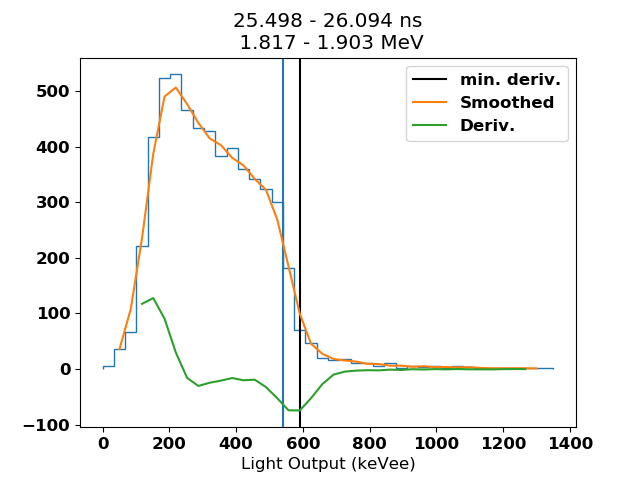 25.498 - 26.094 ns
1.817 - 1.903 MeV
min. deriv.
Smoothed
Deriv.
500
400
300
200
100
0
−100
0 200 400 600 800 1000 1200 1400
Light Output (keVee)